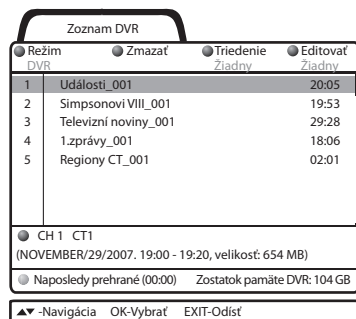 Zoznam DVR
Režim Zmazať Triedenie Editovať
DVR Žiadny Žiadny
1 Události_001 20:05
2 Simpsonovi VIII_001 19:53
3 Televizní noviny_001 29:28
4 1.zprávy_001 18:06
5 Regiony CT_001 02:01
CH 1 CT1
(NOVEMBER/29/2007. 19:00 - 19:20, velikosť: 654 MB)
Naposledy prehrané (00:00) Zostatok pamäte DVR: 104 GB
▲▼ -Navigácia OK-Vybrať EXIT-Odísť